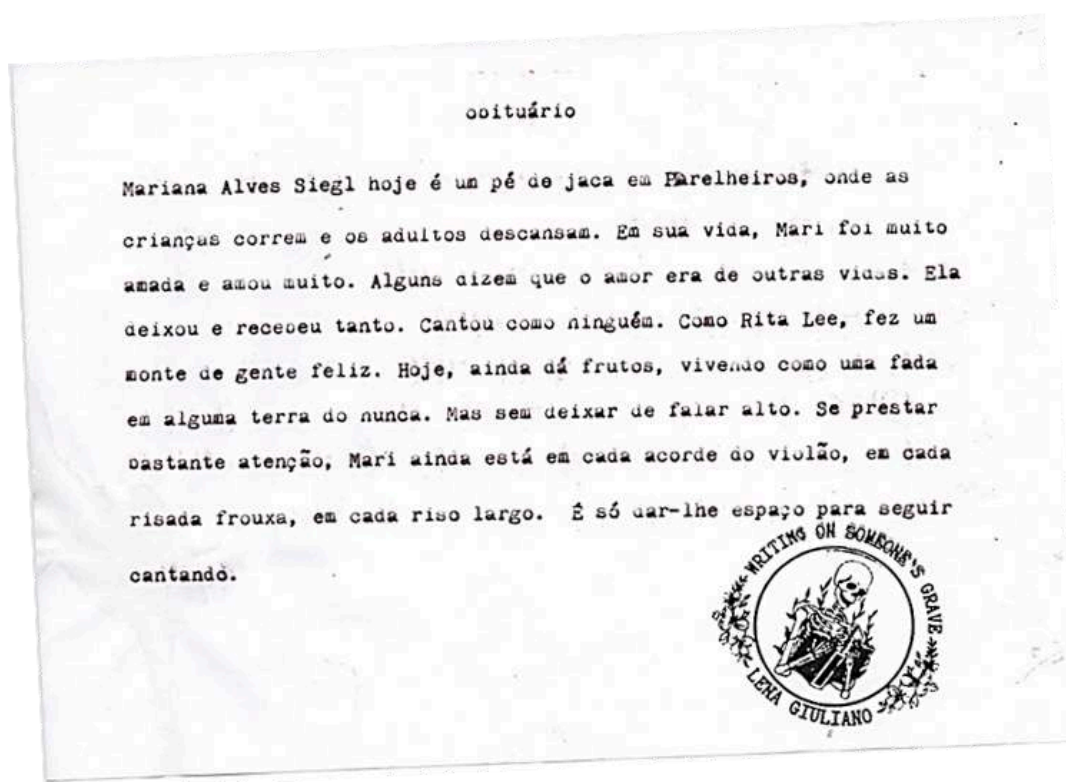 obituário
Mariana Alves Siegl hoje é um pé de jaca em Parelheiros, onde as
crianças correm e os adultos descansam. Em sua vida, Mari foi muito
amada e amou muito. Alguns dizem que o amor era de outras vidas. Ela
deixou e recebeu tanto. Cantou como ninguém. Como Rita Lee, fez um
monte de gente feliz. Hoje, ainda dá frutos, vivendo como uma fada
em alguma terra do nunca. Mas sem deixar de falar alto. Se prestar
bastante atenção, Mari ainda está em cada acorde do violão, em cada
risada frouxa, em cada riso largo. É só dar-lhe espaço para seguir
cantando.
WRITING ON SOMEONE'S GRAVE
LENA GIULIANO